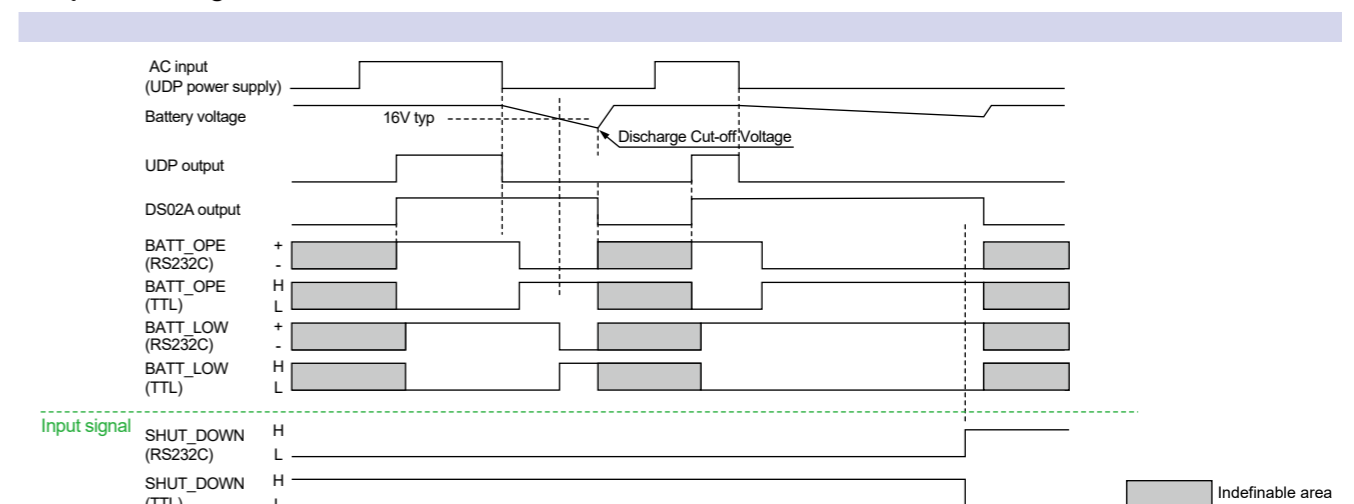 AC input
(UDP power supply)
Battery voltage
16V typ
Discharge Cut-off Voltage
UDP output
DS02A output
BATT_OPE +
(RS232C) -
BATT_OPE H
(TTL) L
BATT_LOW +
(RS232C) -
BATT_LOW H
(TTL) L
Input signal
SHUT_DOWN H
(RS232C) L
SHUT_DOWN H
(TTL) L
Indefinable area